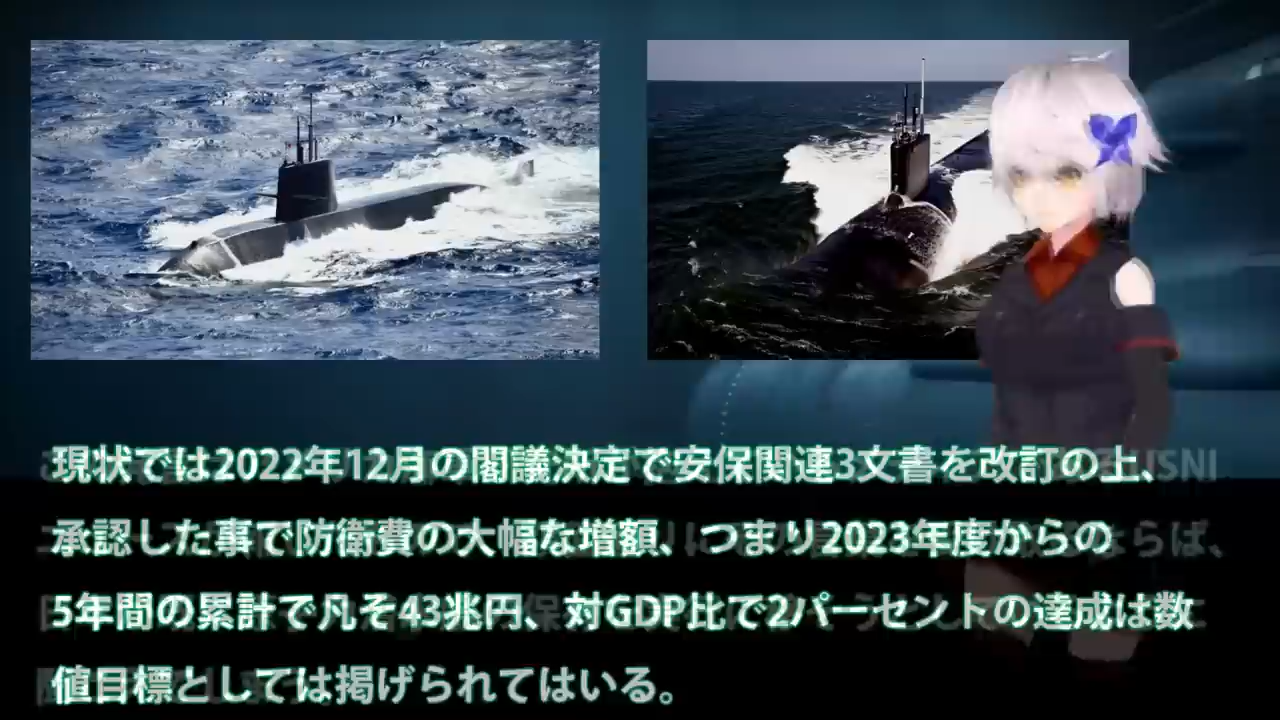 現状では2022年12月の閣議決定で安保関連3文書を改訂の上、
承認した事で防衛費の大幅な増額、つまり2023年度からの
5年間の累計で凡そ43兆円、対GDP比で2パーセントの達成は数
値目標としては掲げられてはいる。